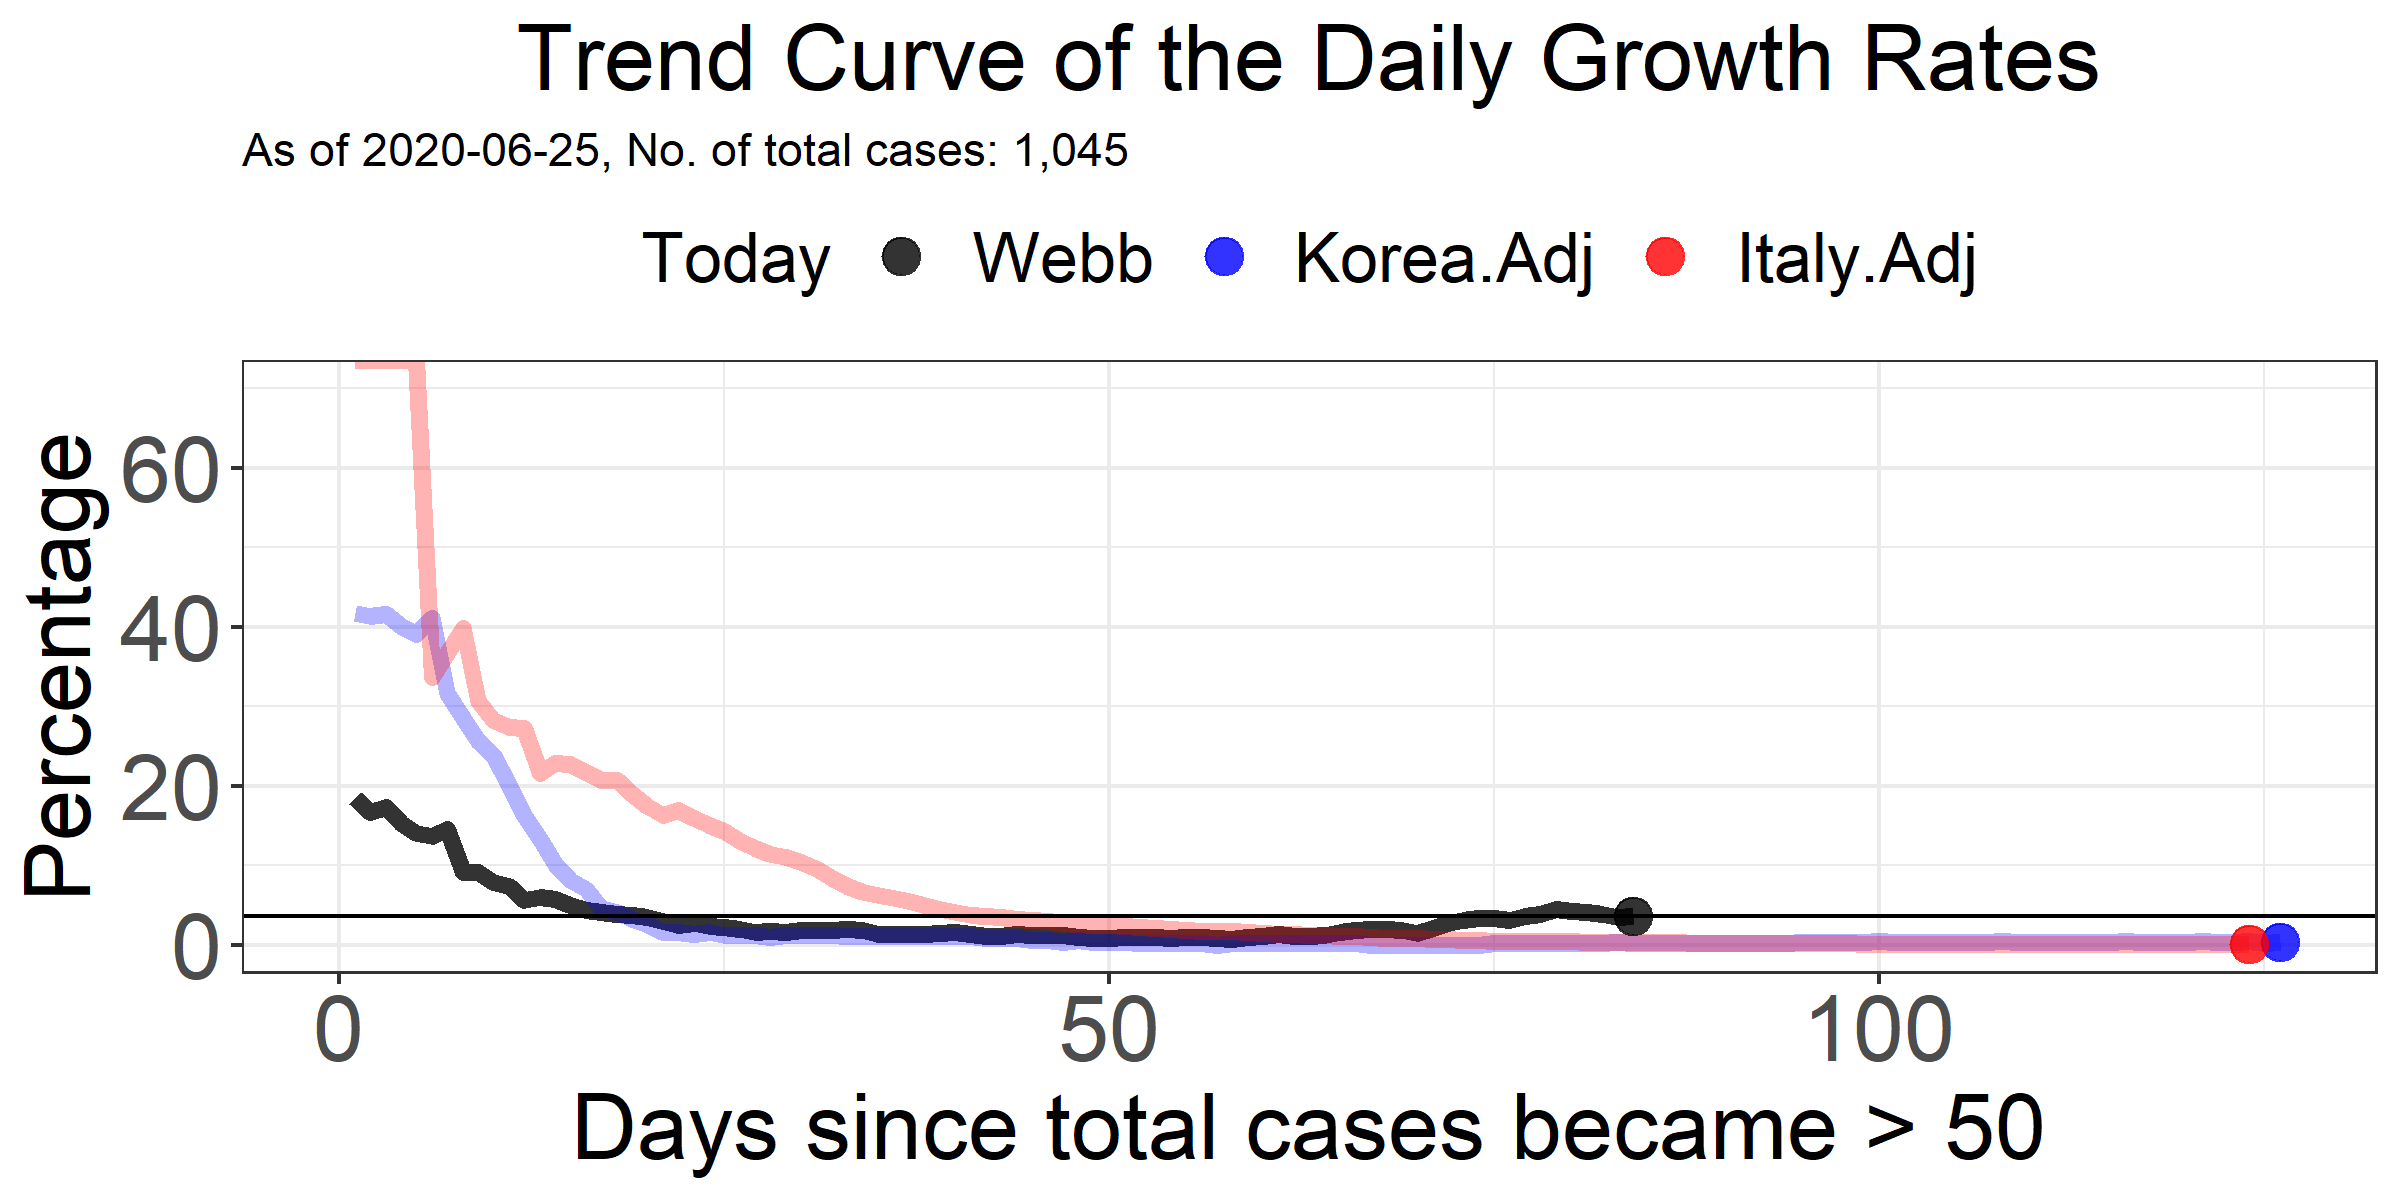 Trend Curve of the Daily Growth Rates
As of 2020-06-25, No. of total cases: 1,045
Today Webb Korea.Adj Italy.Adj
Percentage
60
40
20
0
0 50 100
Days since total cases became > 50